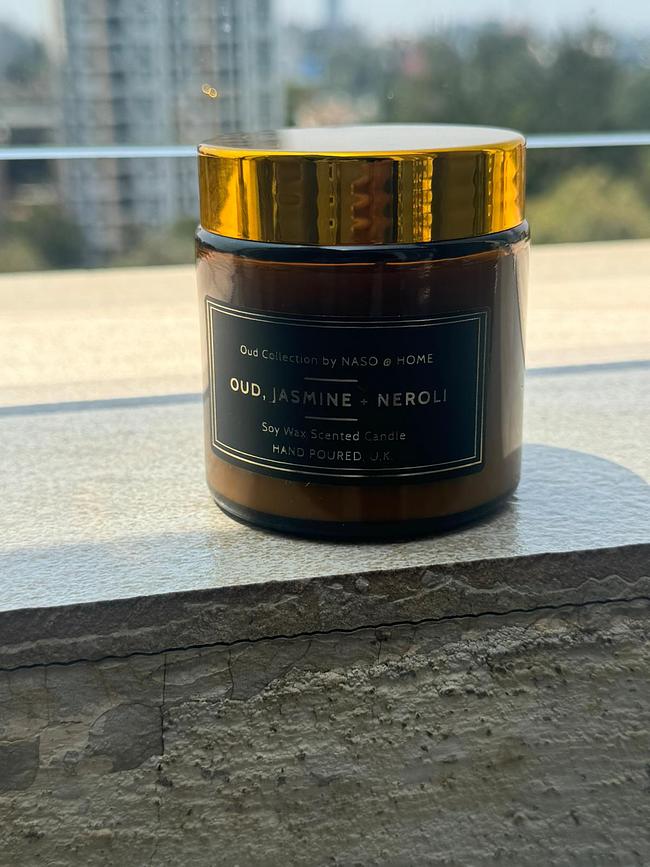 Oud Collection by NASO @ HOME
OUD, JASMINE + NEROLI
Soy Wax Scented Candle
HAND POURED, U.K.